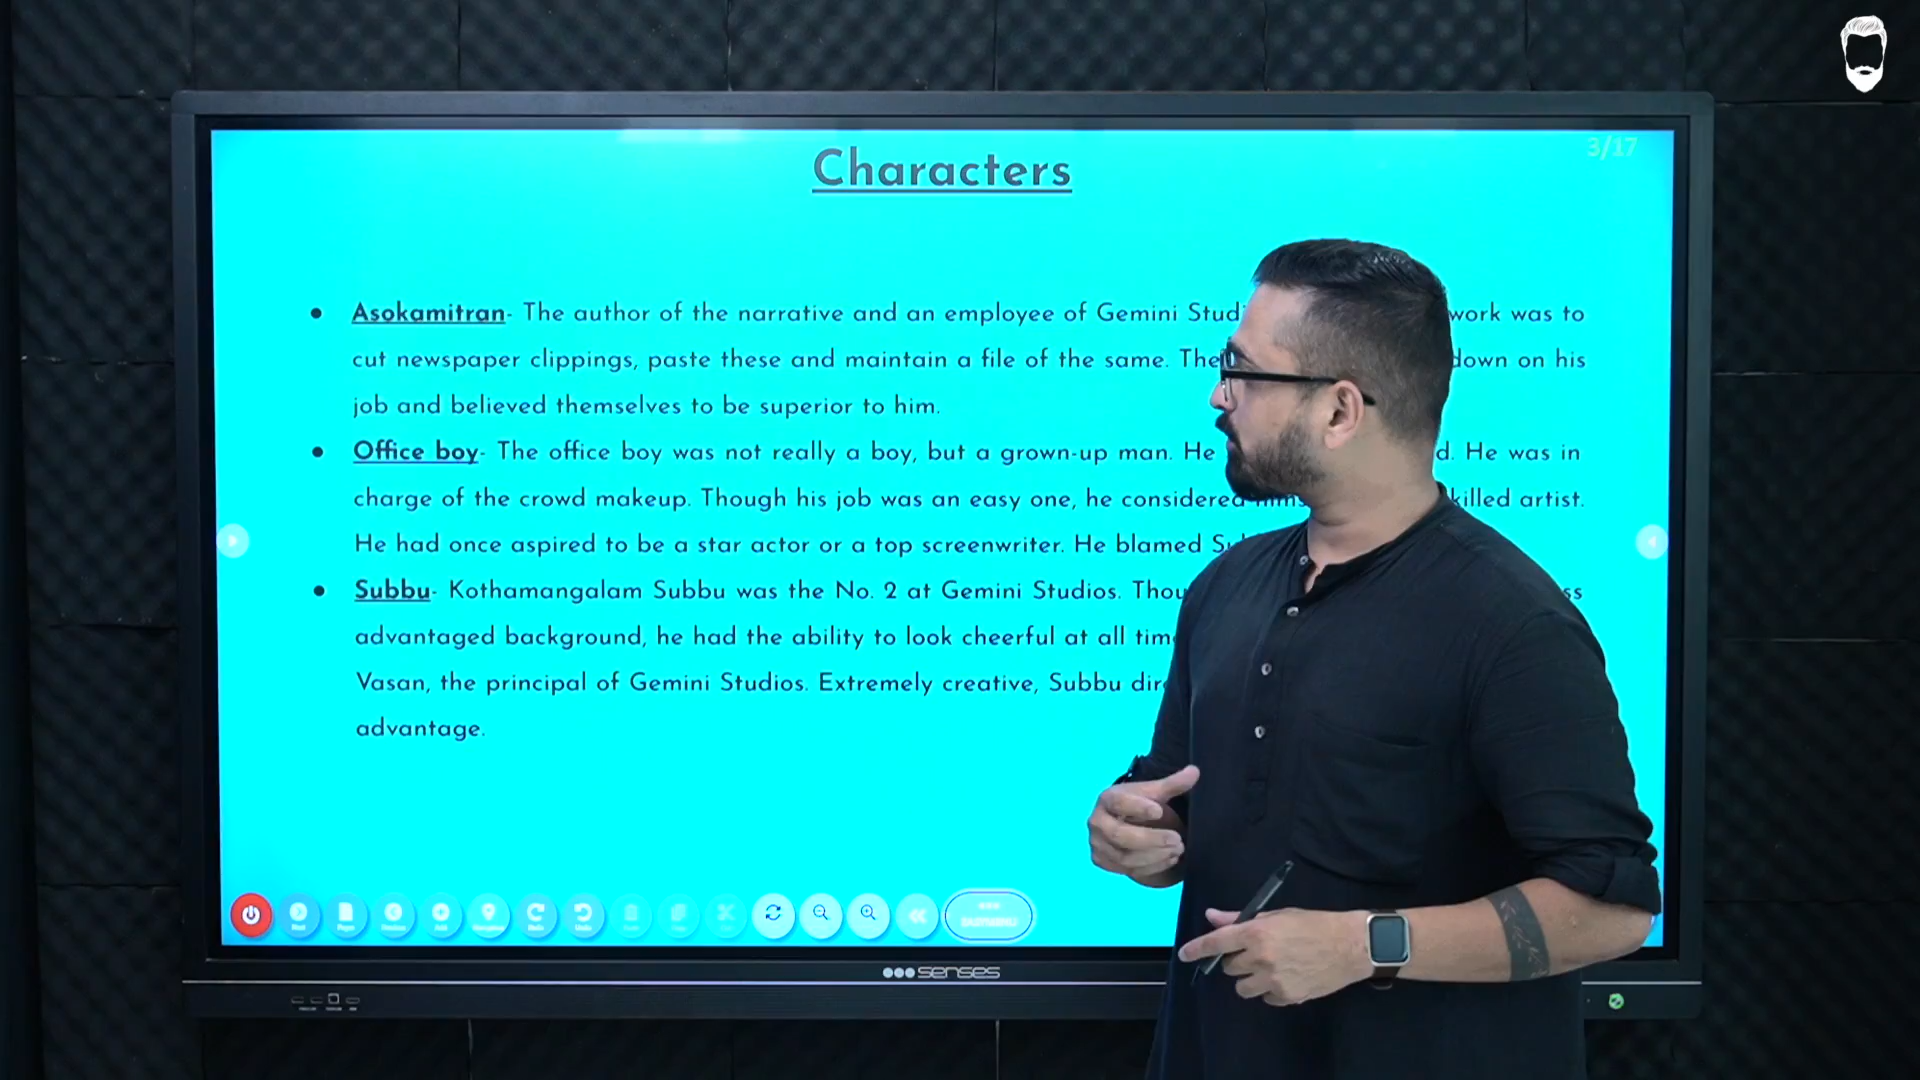 Characters
3/17
● Asokamitran- The author of the narrative and an employee of Gemini work was to
cut newspaper clippings, paste these and maintain a file of the same. down on his
job and believed themselves to be superior to him.
● Office boy- The office boy was not really a boy, but a grown-up man. He He was in
charge of the crowd makeup. Though his job was an easy one, he considered artist.
He had once aspired to be a star actor or a top screenwriter. He blamed
● Subbu- Kothamangalam Subbu was the No. 2 at Gemini Studios.
advantaged background, he had the ability to look cheerful at all
Vasan, the principal of Gemini Studios. Extremely creative, Subbu
advantage.
senses